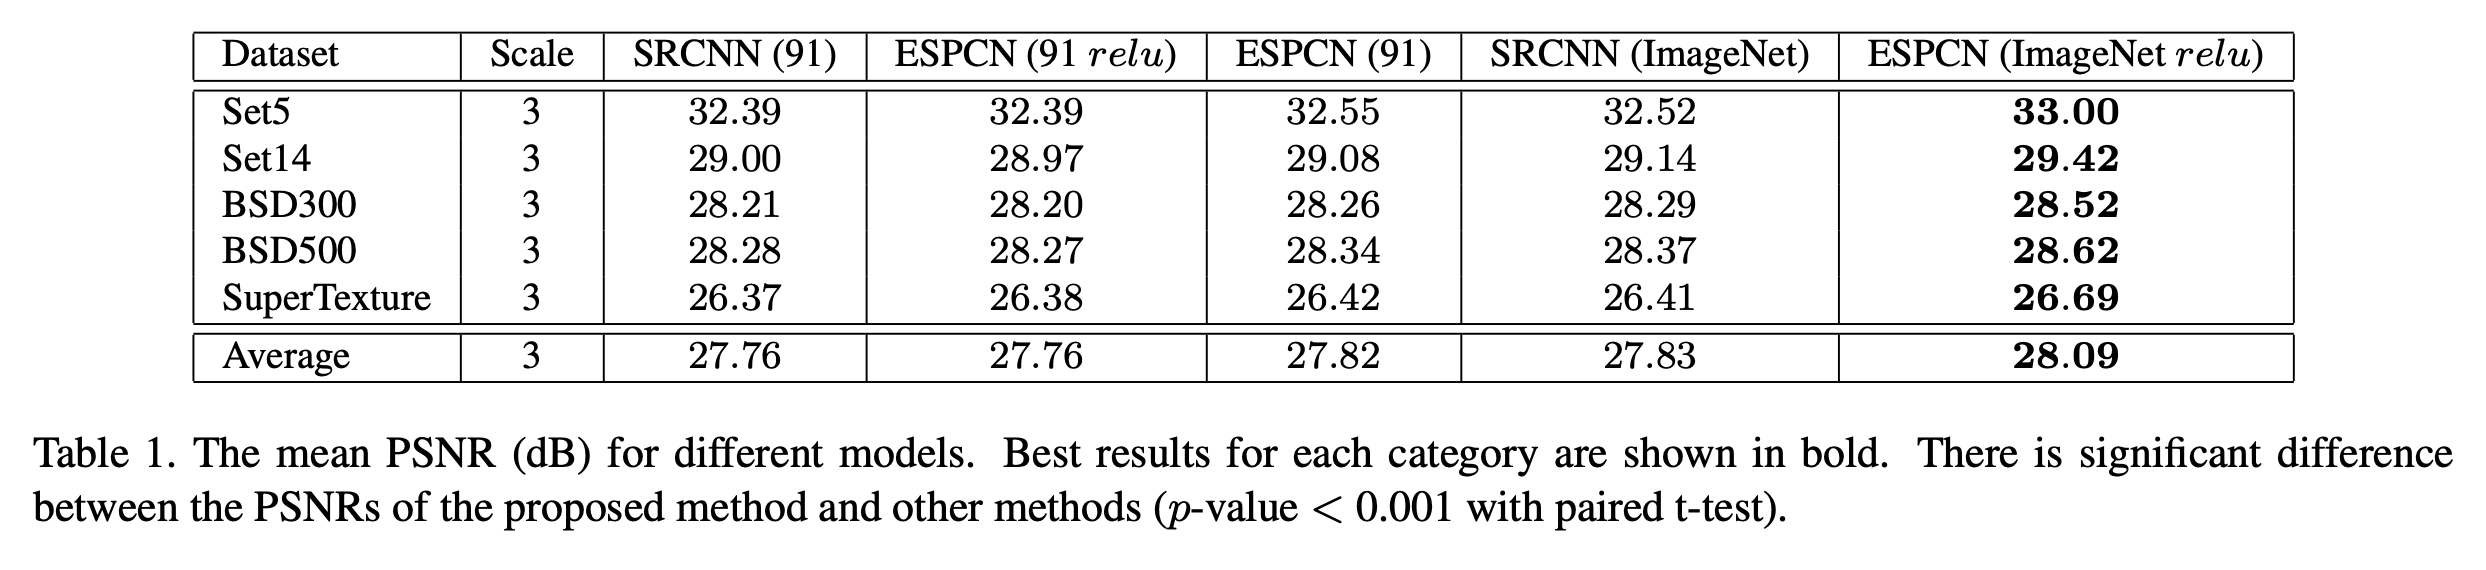 Dataset Scale SRCNN (91) ESPCN (91 relu) ESPCN (91) SRCNN (ImageNet) ESPCN (ImageNet relu)
Set5 3 32.39 32.39 32.55 32.52 33.00
Set14 3 29.00 28.97 29.08 29.14 29.42
BSD300 3 28.21 28.20 28.26 28.29 28.52
BSD500 3 28.28 28.27 28.34 28.37 28.62
SuperTexture 3 26.37 26.38 26.42 26.41 26.69
Average 3 27.76 27.76 27.82 27.83 28.09
Table 1. The mean PSNR (dB) for different models. Best results for each category are shown in bold. There is significant difference
between the PSNRs of the proposed method and other methods (p-value < 0.001 with paired t-test).